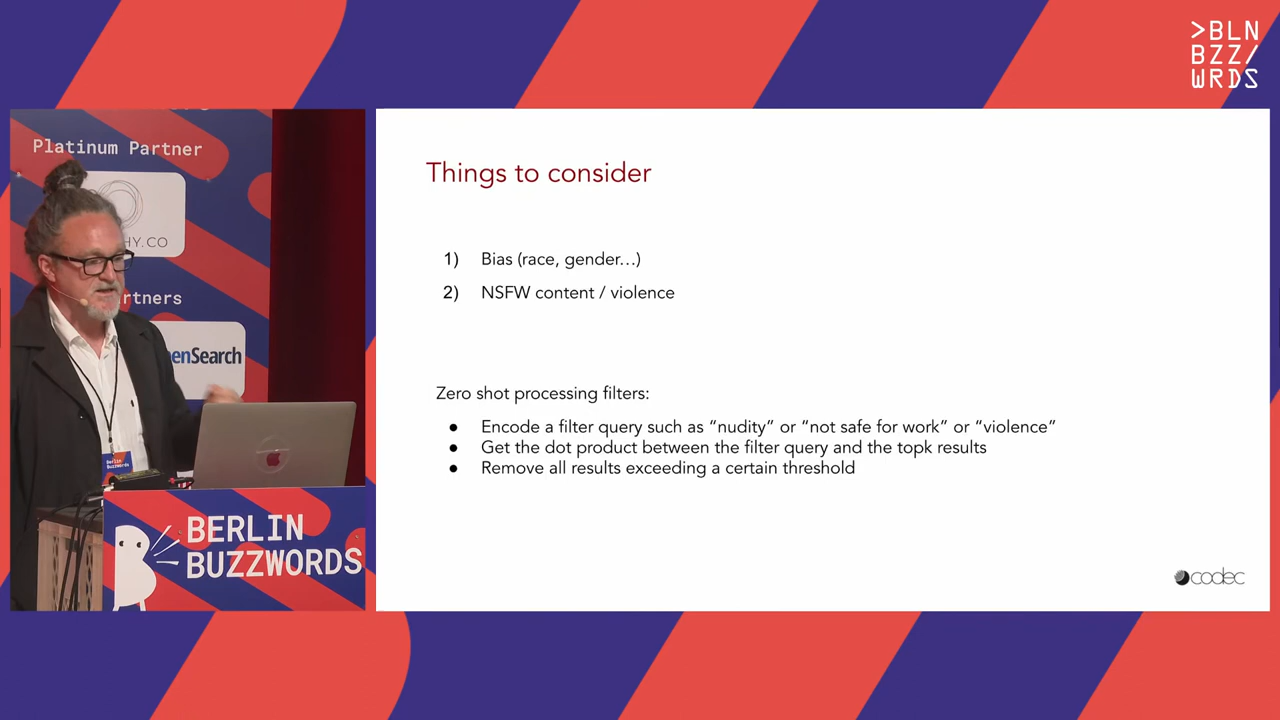 >BLN
BZZ/
WRDS
Platinum Partner
HY.CO
rtners
enSearch
Berlin
Buzzwords
BERLIN
BUZZWORDS
Things to consider
1) Bias (race, gender…)
2) NSFW content / violence
Zero shot processing filters:
● Encode a filter query such as “nudity” or “not safe for work” or “violence”
● Get the dot product between the filter query and the topk results
● Remove all results exceeding a certain threshold
codec